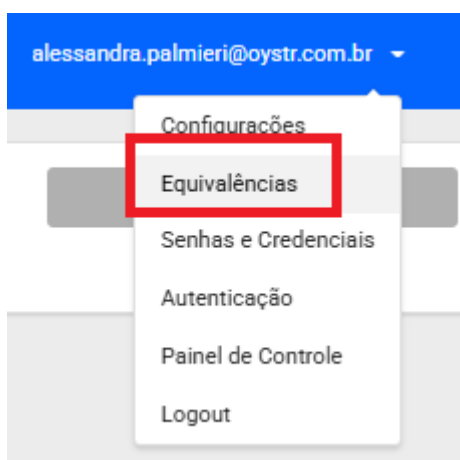 alessandra.palmieri@oystr.com.br
Configurações
Equivalências
Senhas e Credenciais
Autenticação
Painel de Controle
Logout